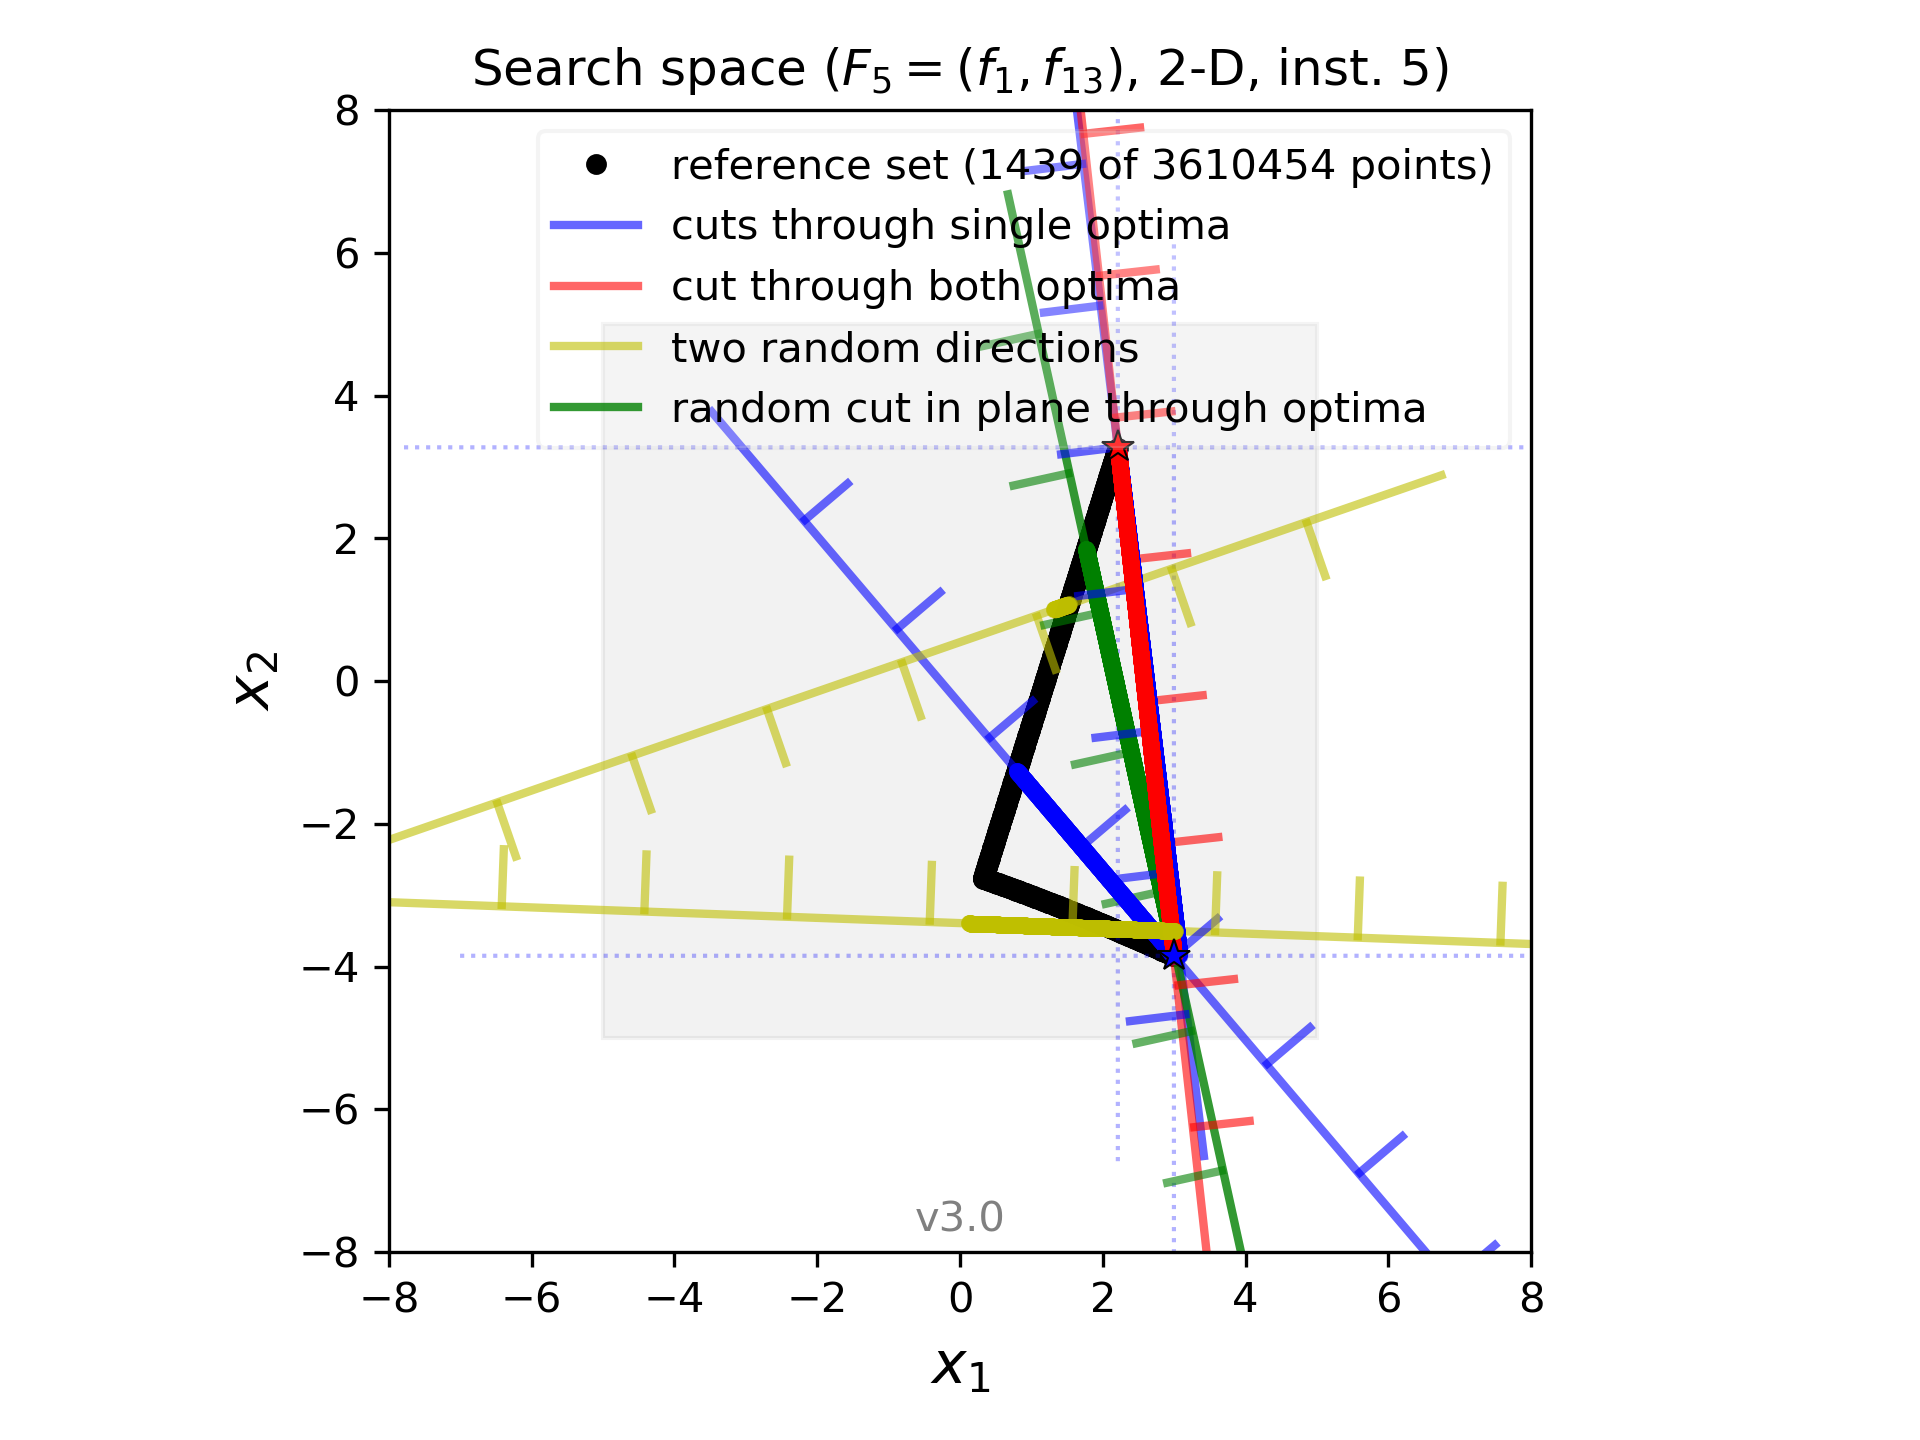 Search space (F5 = (f1, f13), 2-D, inst. 5)
8
reference set (1439 of 3610454 points)
cuts through single optima
6
cut through both optima
two random directions
4
random cut in plane through optima
2
x2
0
−2
−4
−6
v3.0
−8
−8 −6 −4 −2 0 2 4 6 8
x1